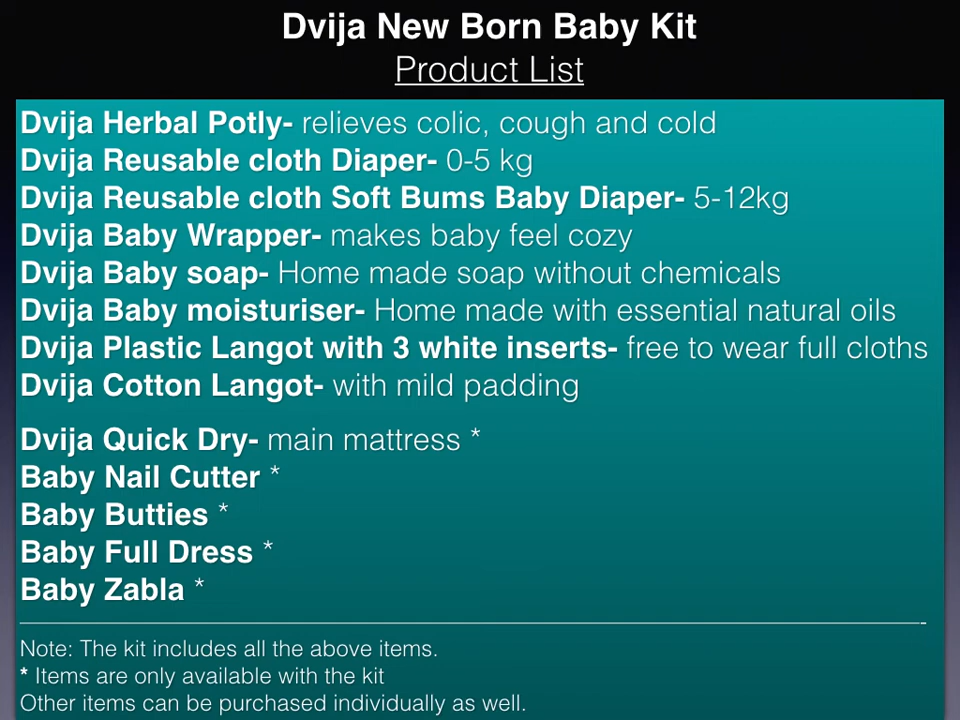 Dvija New Born Baby Kit
Product List
Dvija Herbal Potly- relieves colic, cough and cold
Dvija Reusable cloth Diaper- 0-5 kg
Dvija Reusable cloth Soft Bums Baby Diaper- 5-12kg
Dvija Baby Wrapper- makes baby feel cozy
Dvija Baby soap- Home made soap without chemicals
Dvija Baby moisturiser- Home made with essential natural oils
Dvija Plastic Langot with 3 white inserts- free to wear full cloths
Dvija Cotton Langot- with mild padding
Dvija Quick Dry- main mattress *
Baby Nail Cutter *
Baby Butties *
Baby Full Dress *
Baby Zabla *
Note: The kit includes all the above items.
* Items are only available with the kit
Other items can be purchased individually as well.